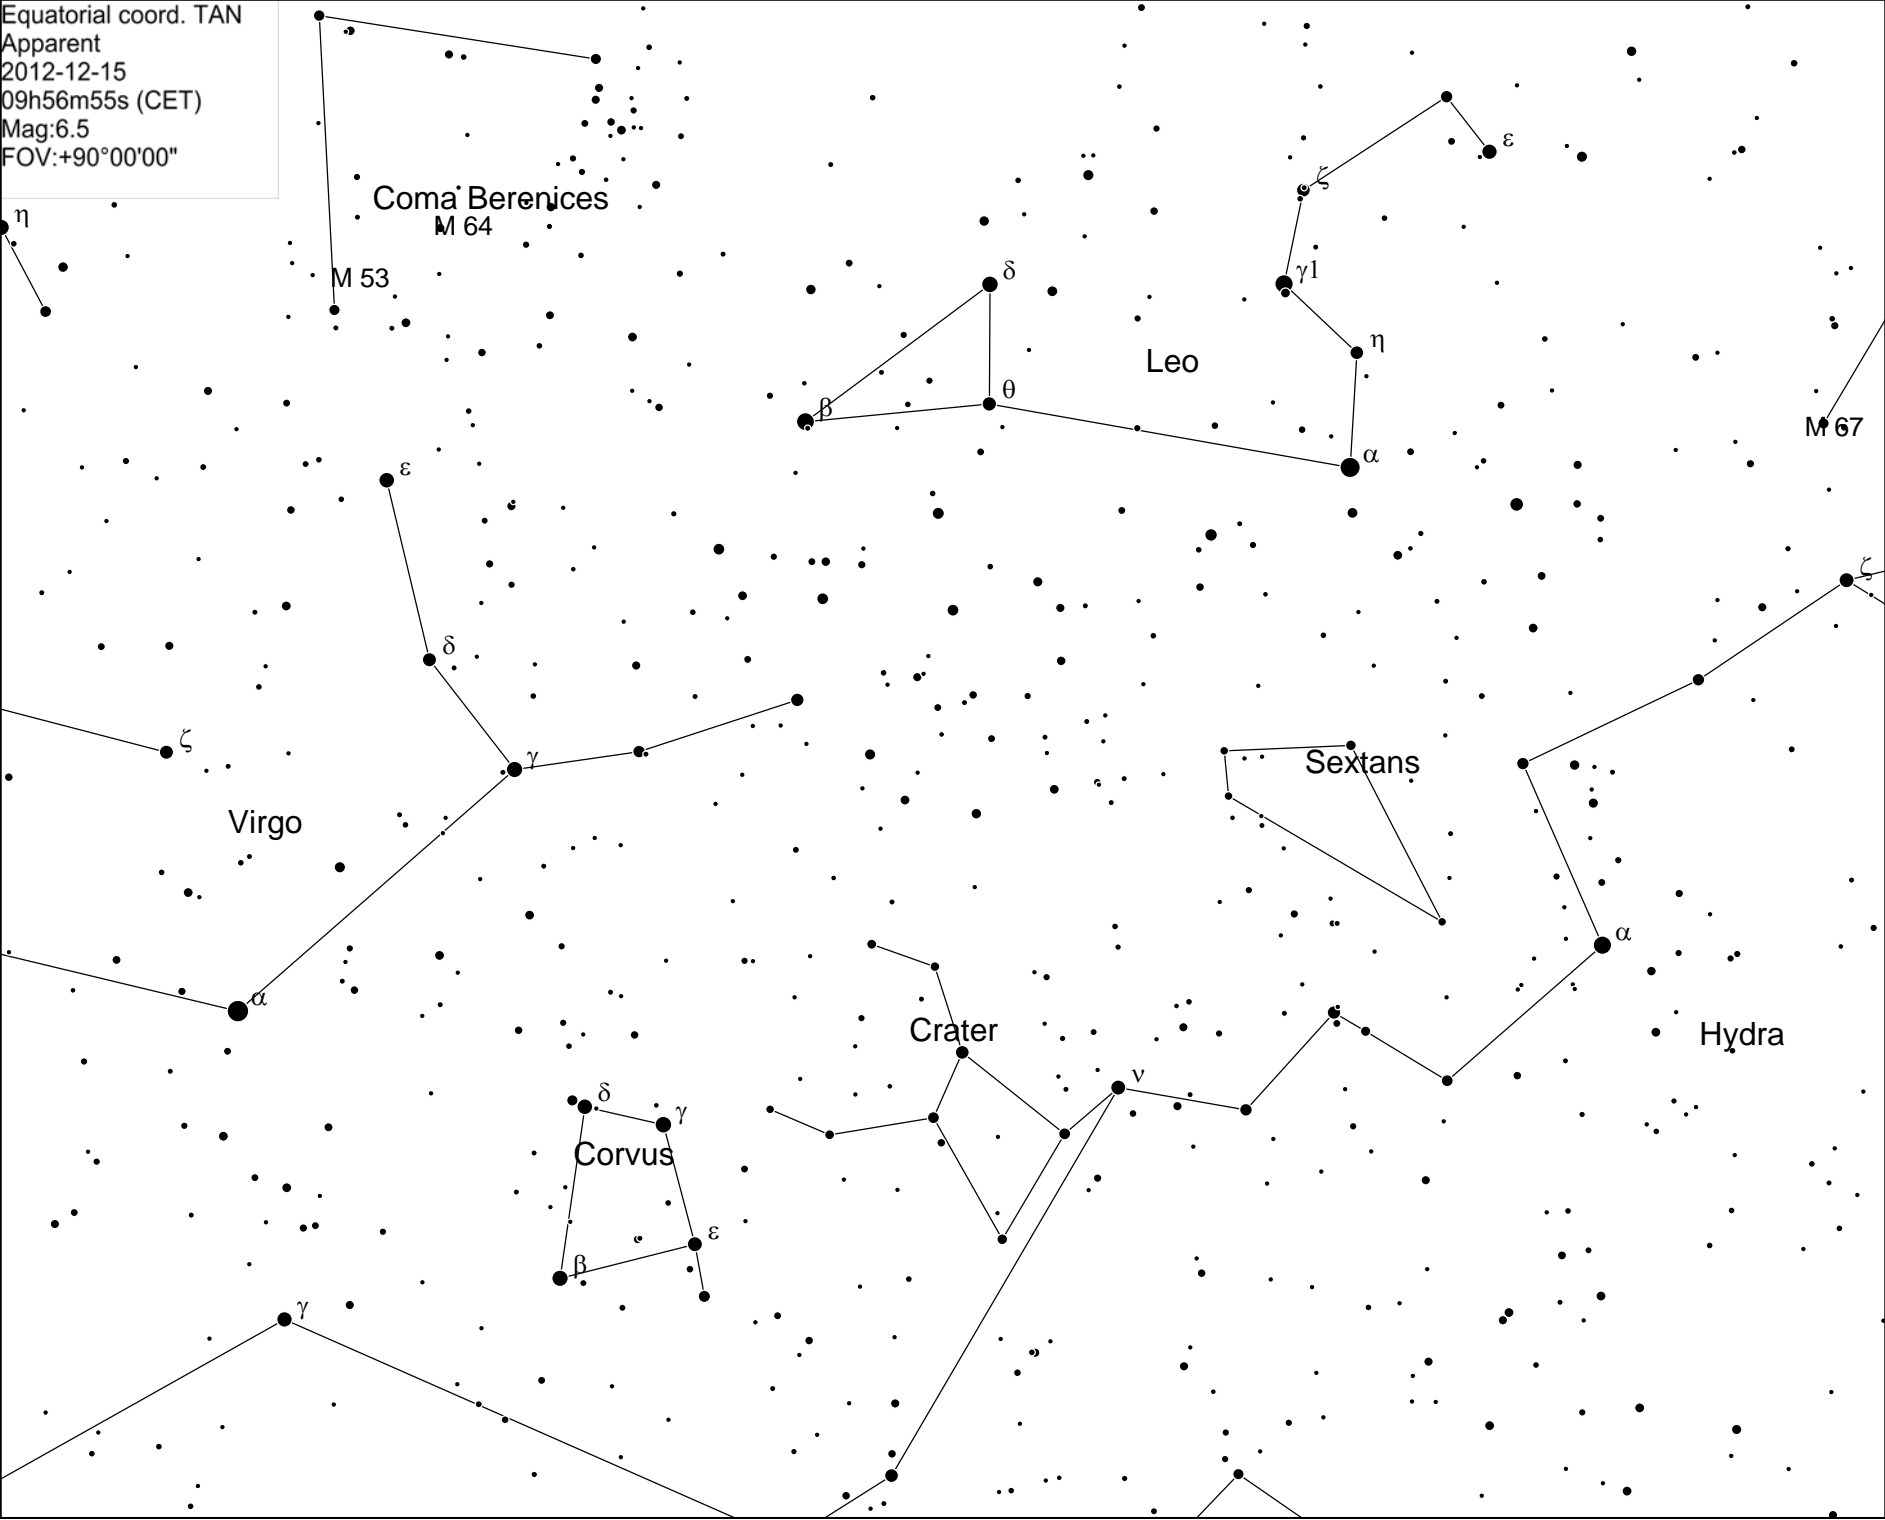 Equatorial coord. TAN
Apparent
2012-12-15
09h56m55s (CET)
Mag:6.5
FOV:+90°00'00"
ε
ζ
Coma Berenices
M 64
η
M 53
δ
γ1
η
Leo
θ
β
M 67
α
ε
ζ
δ
ζ
γ
Sextans
Virgo
α
α
Crater
Hydra
ν
δ
γ
Corvus
ε
β
γ